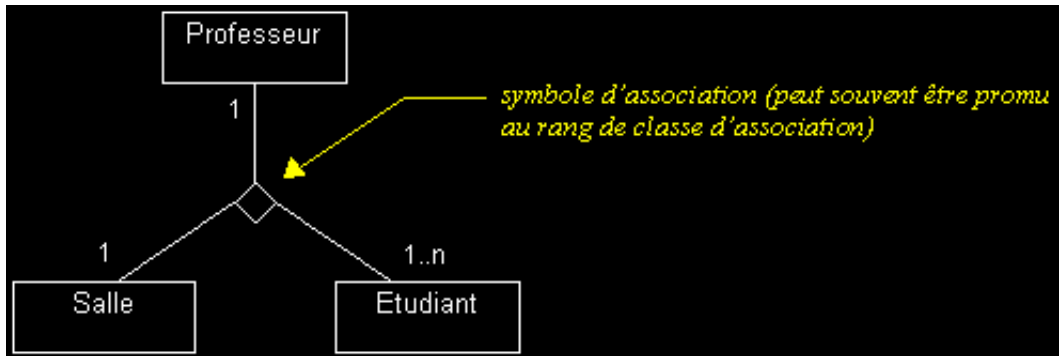 Professeur
1
symbole d'association (peut souvent être promu
au rang de classe d'association)
1
1..n
Salle
Etudiant